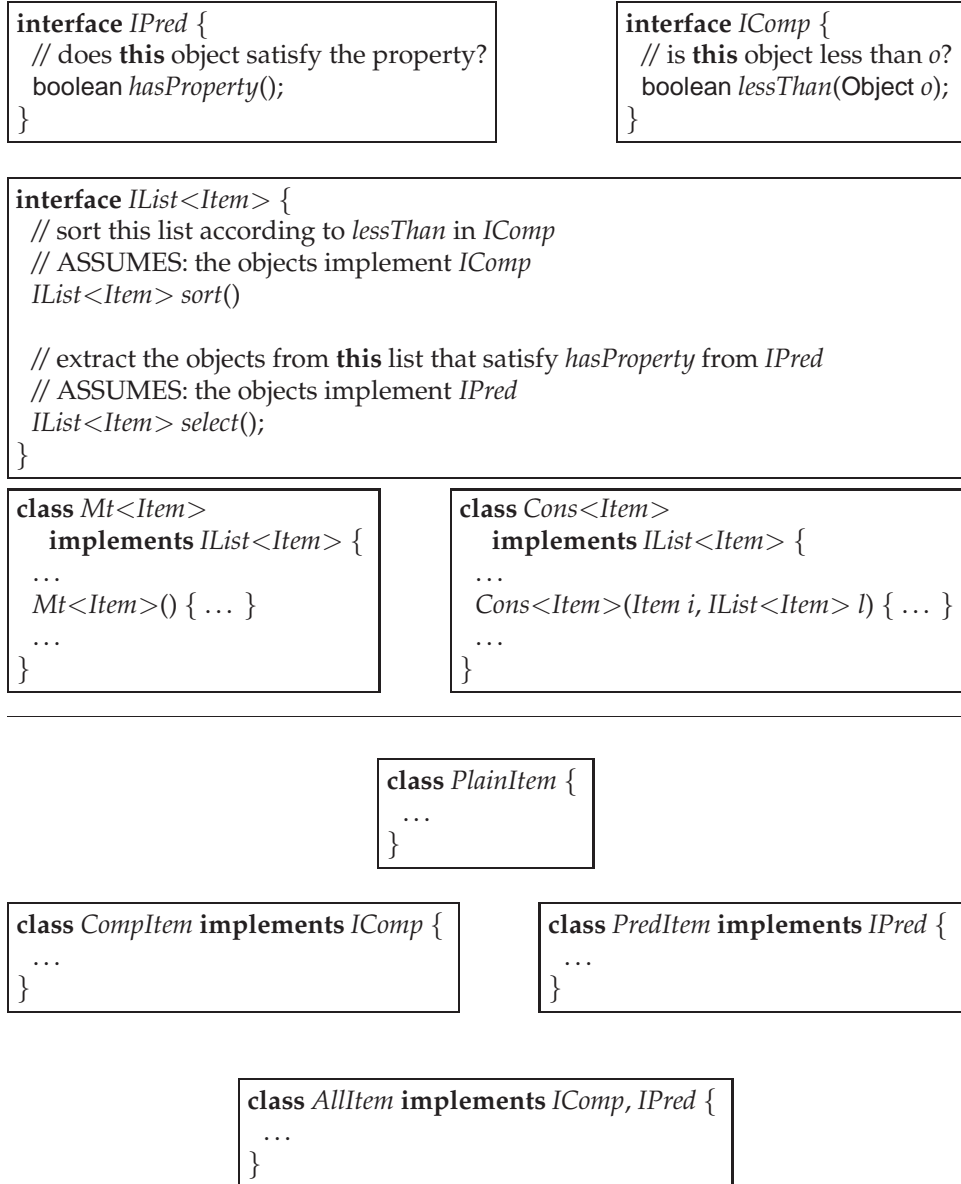 interface IPred {
// does this object satisfy the property?
boolean hasProperty();
}
interface IComp {
// is this object less than o?
boolean lessThan(Object o);
}
interface IList<Item> {
// sort this list according to lessThan in IComp
// ASSUMES: the objects implement IComp
IList<Item> sort()
// extract the objects from this list that satisfy hasProperty from IPred
// ASSUMES: the objects implement IPred
IList<Item> select();
}
class Mt<Item>
implements IList<Item> {
. . .
Mt<Item>() { . . . }
. . .
}
class Cons<Item>
implements IList<Item> {
. . .
Cons<Item>(Item i, IList<Item> l) { . . . }
. . .
}
class PlainItem {
. . .
}
class CompItem implements IComp {
. . .
}
class PredItem implements IPred {
. . .
}
class AllItem implements IComp, IPred {
. . .
}